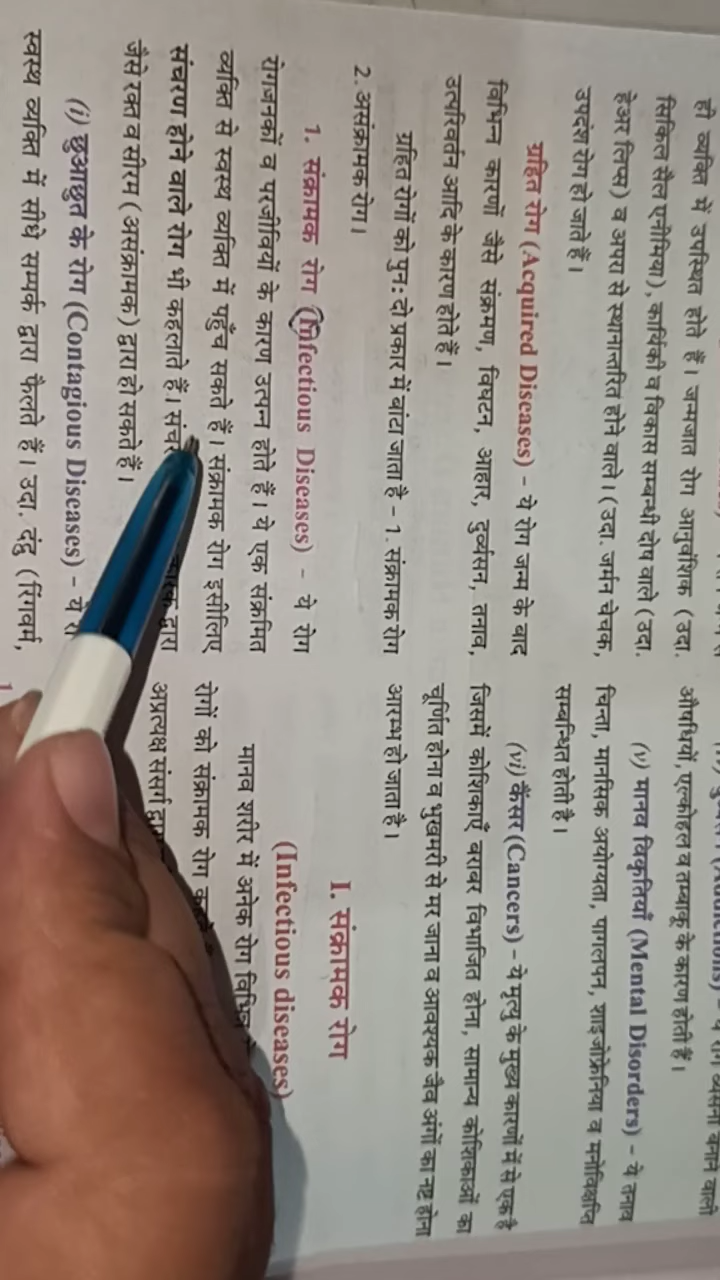 ही व्यक्ति में उपस्थित होते हैं। जन्मजात रोग आनुवंशिक (उदा.
सिकिल सैल एनीमिया), कार्यिकी व विकास सम्बन्धी दोष वाले (उदा.
हेअर लिप्स) व अपरा से स्थानान्तरित होने वाले। (उदा. जर्मन चेचक,
उपदंश रोग हो जाते हैं।
ग्रहित रोग (Acquired Diseases) – ये रोग जन्म के बाद
विभिन्न कारणों जैसे संक्रमण, विघटन, आहार, दुर्व्यसन, तनाव,
उत्परिवर्तन आदि के कारण होते हैं।
ग्रहित रोगों को पुन: दो प्रकार में बांटा जाता है – 1. संक्रामक रोग
2. असंक्रामक रोग।
1. संक्रामक रोग (Infectious Diseases) – ये रोग
रोगजनकों व परजीवियों के कारण उत्पन्न होते हैं। ये एक संक्रमित
व्यक्ति से स्वस्थ व्यक्ति में पहुँच सकते हैं। संक्रामक रोग इसीलिए
संचरण होने वाले रोग भी कहलाते हैं। द्वारा
जैसे रक्त व सीरम (असंक्रामक) द्वारा हो सकते हैं।
(i) छुआछूत के रोग (Contagious Diseases) – ये
स्वस्थ व्यक्ति में सीधे सम्पर्क द्वारा फैलते हैं। उदा. दंदु (रिंगवर्म,
औषधियों, एल्कोहल व तम्बाकू के कारण होती हैं।
(v) मानव विकृतियाँ (Mental Disorders) – ये तनाव
चिन्ता, मानसिक अयोग्यता, पागलपन, शाइजोफ्रेनिया व मनोविक्षिप्ति
सम्बन्धित होती है।
(vi) कैंसर (Cancers) – ये मृत्यु के मुख्य कारणों में से एक है
जिसमें कोशिकाएँ बराबर विभाजित होना, सामान्य कोशिकाओं का
चूर्णित होना व भुखमरी से मर जाना व आवश्यक जैव अंगों का नष्ट होना
आरम्भ हो जाता है।
I. संक्रामक रोग
(Infectious diseases)
मानव शरीर में अनेक रोग
रोगों को संक्रामक रोग
अप्रत्यक्ष संसर्ग